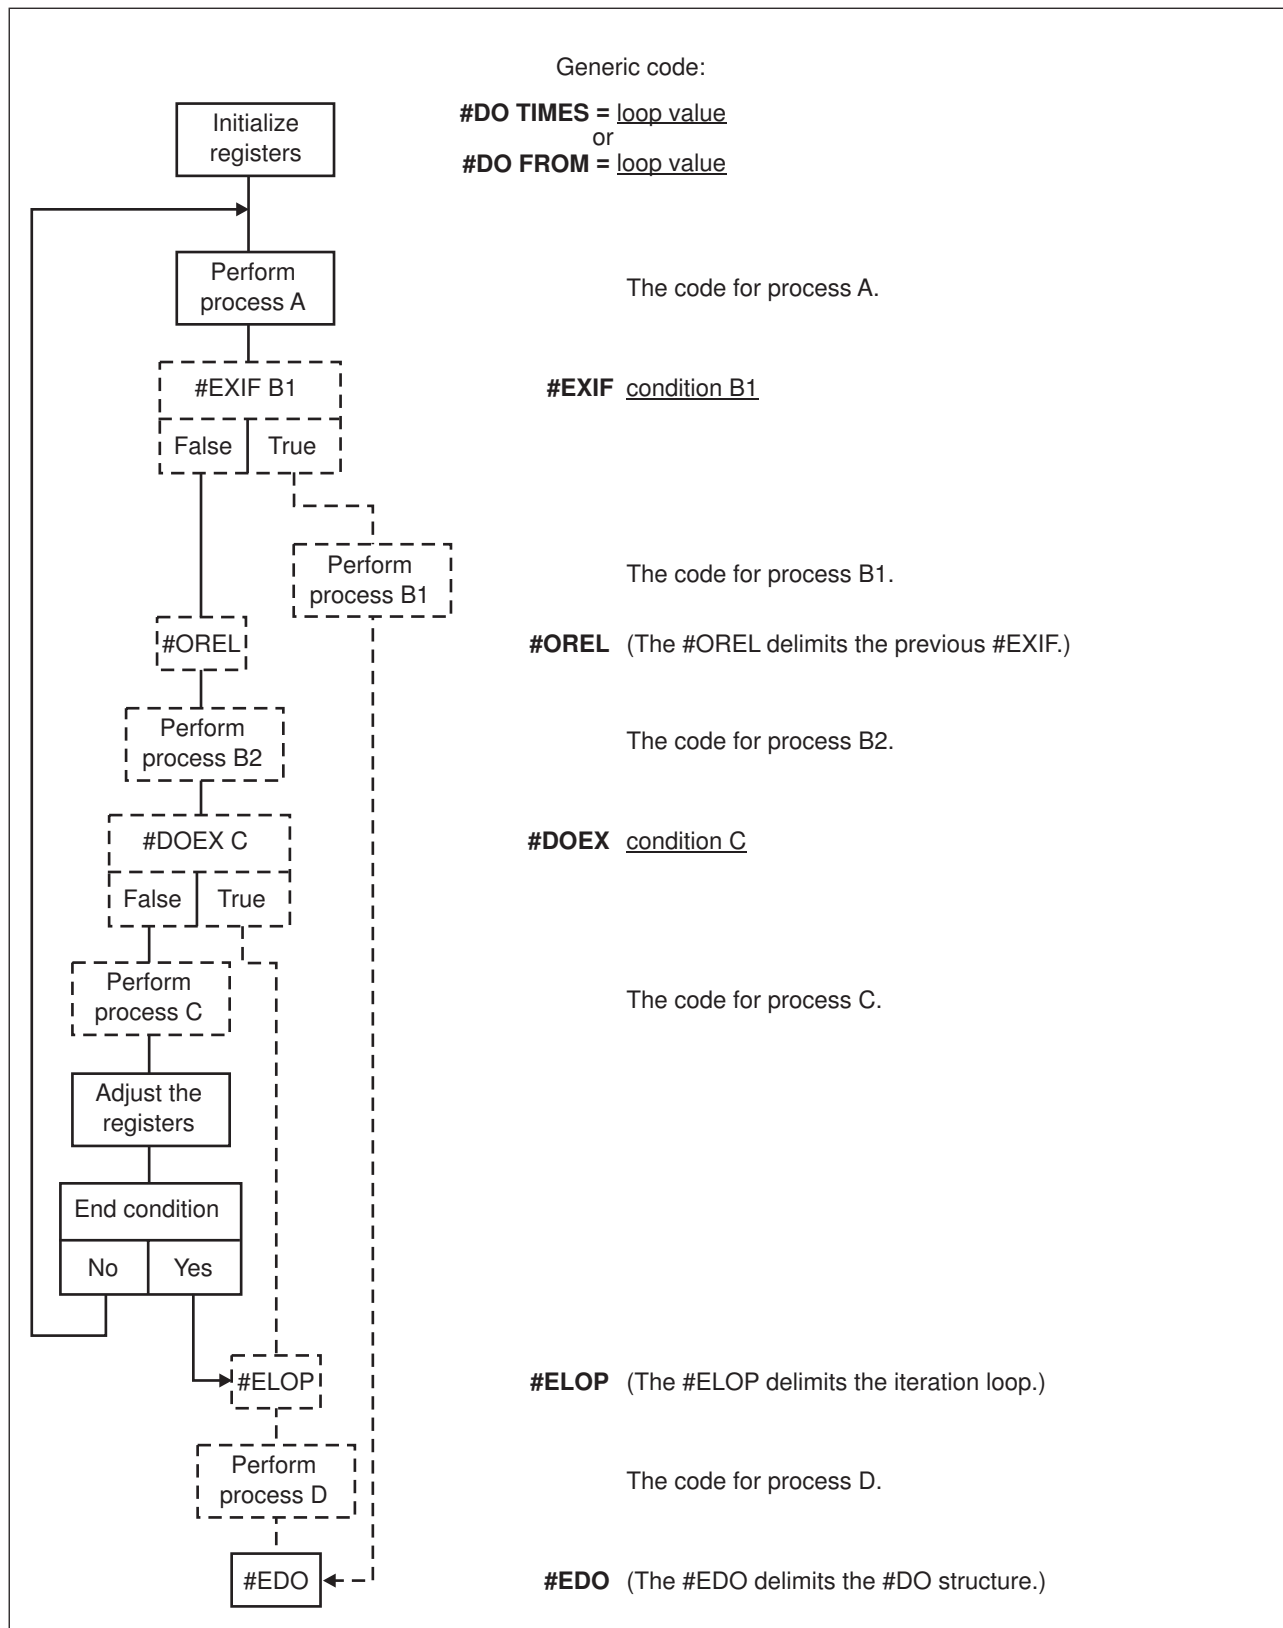 Generic code:
Initialize
registers
#DO TIMES = loop value
or
#DO FROM = loop value
Perform
process A
The code for process A.
#EXIF B1
False True
#EXIF condition B1
Perform
process B1
The code for process B1.
#OREL
#OREL (The #OREL delimits the previous #EXIF.)
Perform
process B2
The code for process B2.
#DOEX C
False True
#DOEX condition C
Perform
process C
The code for process C.
Adjust the
registers
End condition
No Yes
#ELOP
#ELOP (The #ELOP delimits the iteration loop.)
Perform
process D
The code for process D.
#EDO
#EDO (The #EDO delimits the #DO structure.)